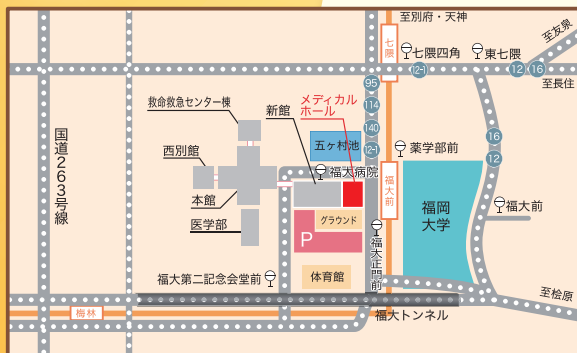 至別府・天神
至友泉
七隈
七隈四角
東七隈
12-1
12
16
至長住
95
救命救急センター棟
新館
メディカル
ホール
114
140
12-1
五ヶ村池
薬学部前
16
12
国道263号線
西別館
福大病院
福大前
福岡
大学
福大前
本館
グラウンド
医学部
P
福大正門前
福大第二記念会堂前
体育館
至桧原
梅林
福大トンネル